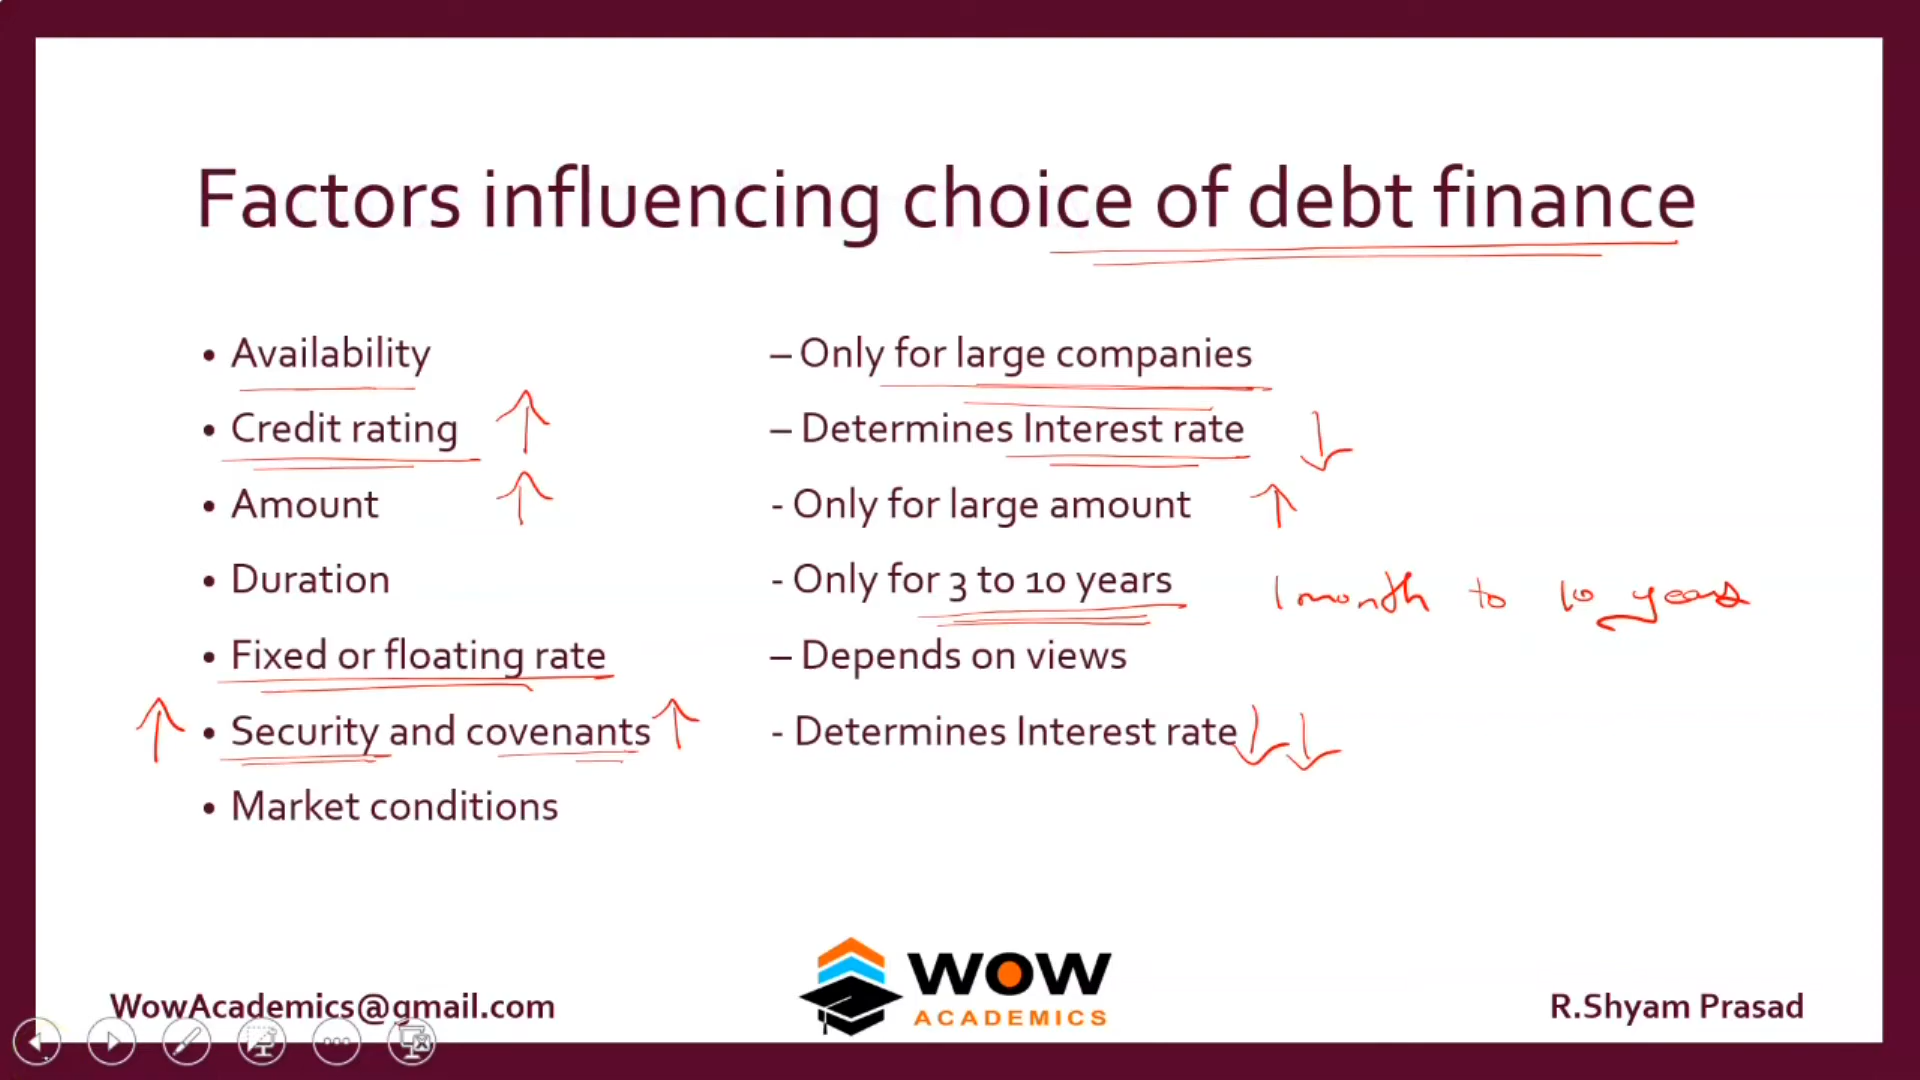 Factors influencing choice of debt finance
• Availability – Only for large companies
• Credit rating ↑ – Determines Interest rate ↓
• Amount ↑ - Only for large amount ↑
• Duration - Only for 3 to 10 years 1 month to 10 years
• Fixed or floating rate – Depends on views
↑ • Security and covenants ↑ - Determines Interest rate ↓ ↓
• Market conditions
WowAcademics@gmail.com
WOW
ACADEMICS
R.Shyam Prasad